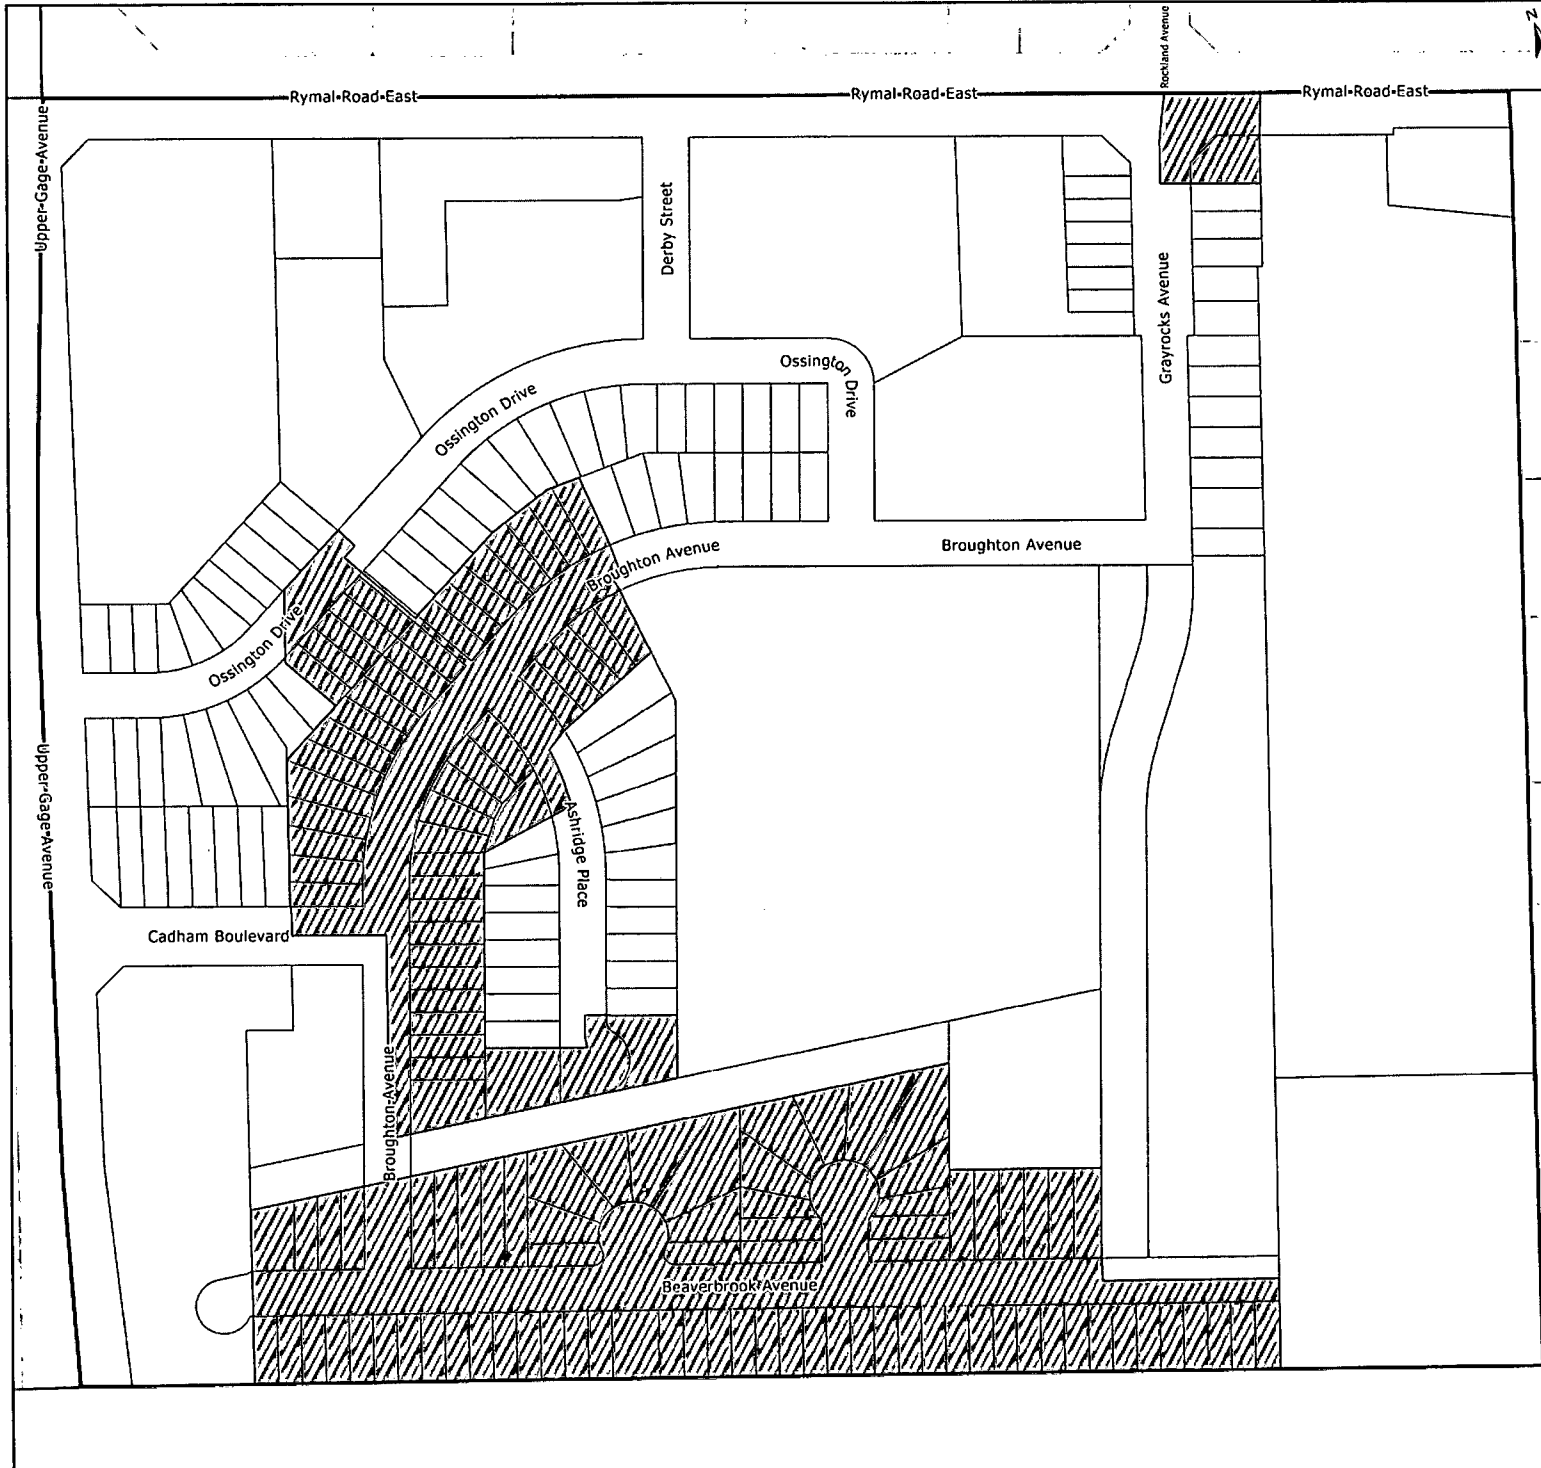 Rockland Avenue
N
Rymal Road East
Rymal Road East
Rymal Road East
Upper Gage Avenue
Derby Street
Grayrocks Avenue
Ossington Drive
Ossington Drive
Ossington Drive
Broughton Avenue
Broughton Avenue
Ossington Drive
Upper Gage Avenue
Ashridge Place
Cadham Boulevard
Broughton Avenue
Beaverbrook Avenue